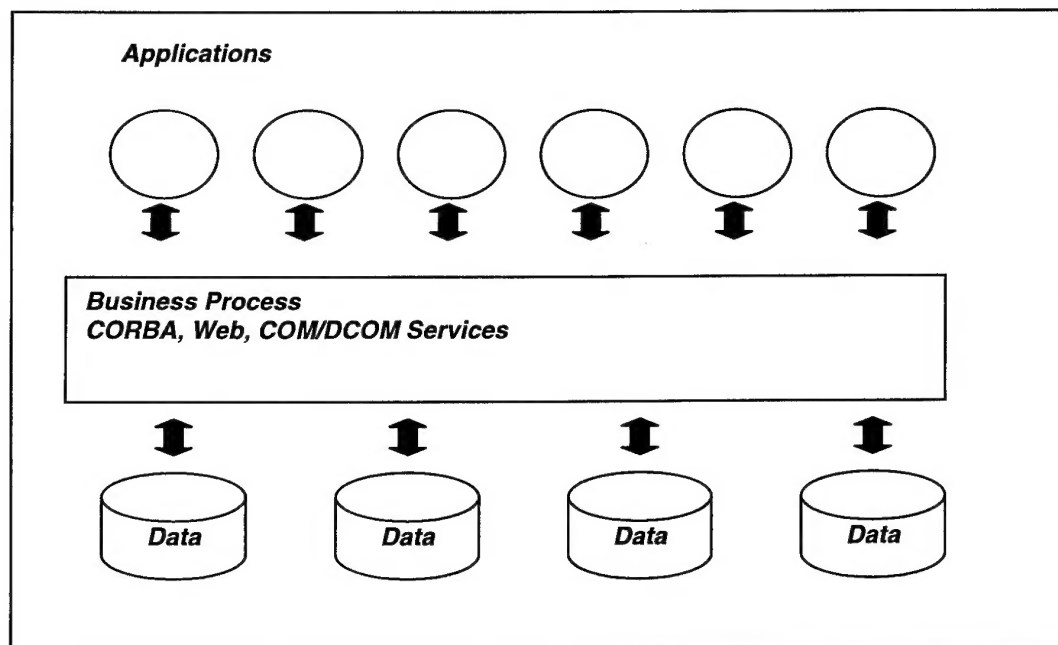 Applications
Business Process
CORBA, Web, COM/DCOM Services
Data
Data
Data
Data